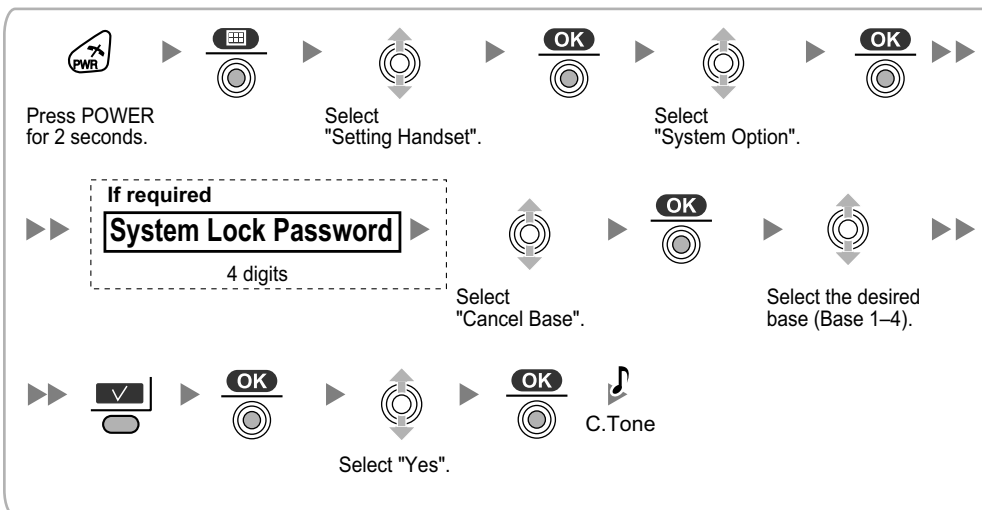 PWR
OK
OK
Press POWER
for 2 seconds.
Select
"Setting Handset".
Select
"System Option".
If required
System Lock Password
4 digits
OK
Select
"Cancel Base".
Select the desired
base (Base 1–4).
OK
OK
C.Tone
Select "Yes".